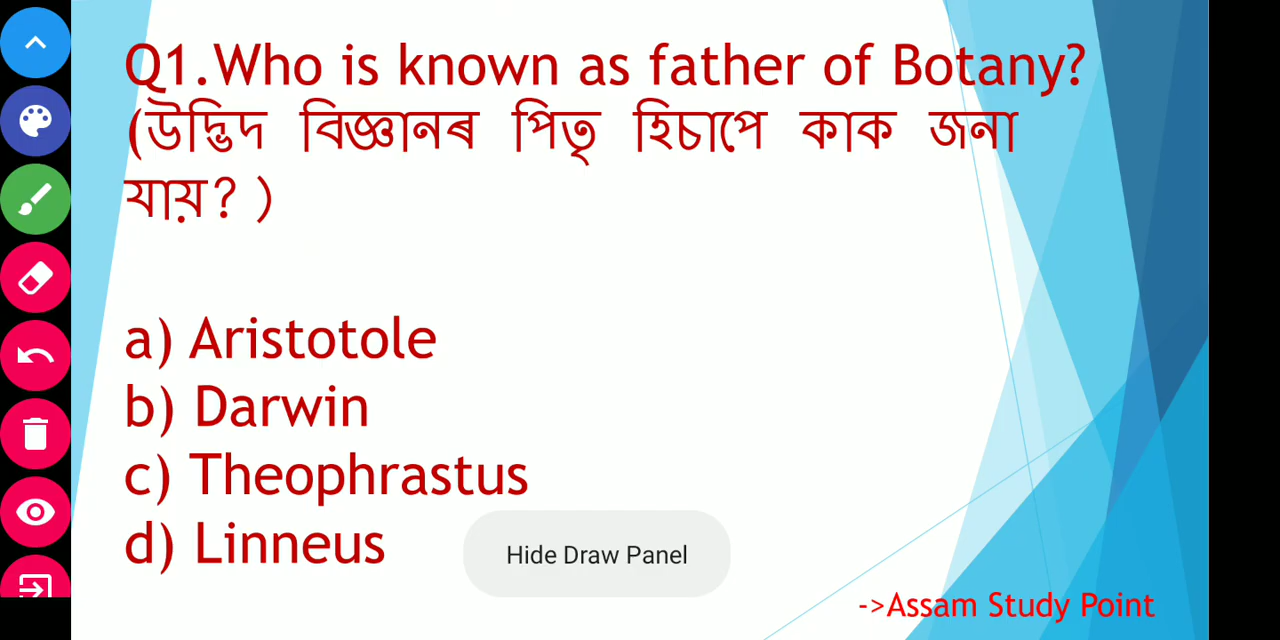 Q1.Who is known as father of Botany?
(উদ্ভিদ বিজ্ঞানৰ পিতৃ হিচাপে কাক জনা
যায়? )
a) Aristotole
b) Darwin
c) Theophrastus
d) Linneus
Hide Draw Panel
->Assam Study Point